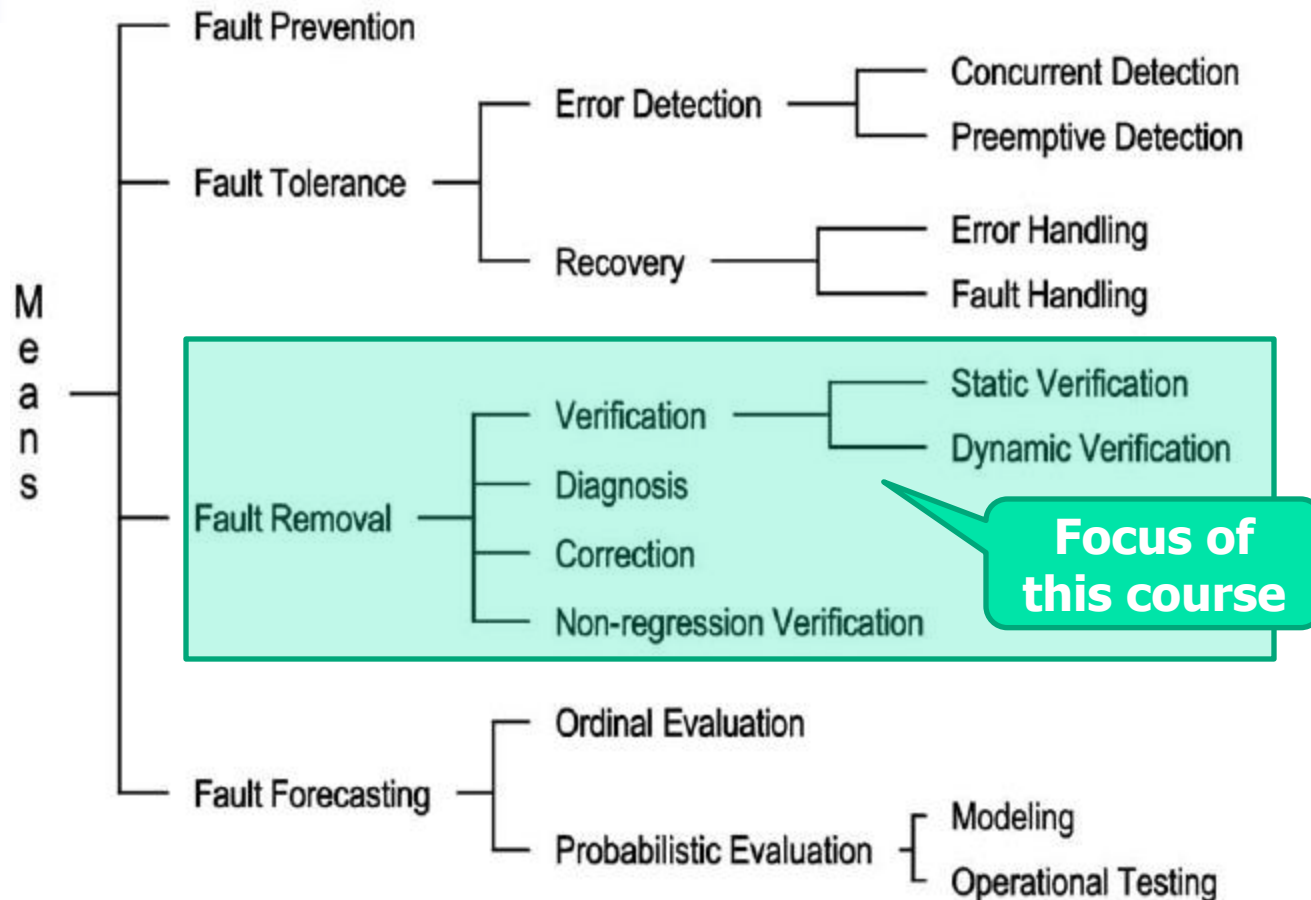 Means
Fault Prevention
Fault Tolerance
Error Detection
Concurrent Detection
Preemptive Detection
Recovery
Error Handling
Fault Handling
Fault Removal
Verification
Static Verification
Dynamic Verification
Diagnosis
Correction
Non-regression Verification
Focus of
this course
Fault Forecasting
Ordinal Evaluation
Probabilistic Evaluation
Modeling
Operational Testing